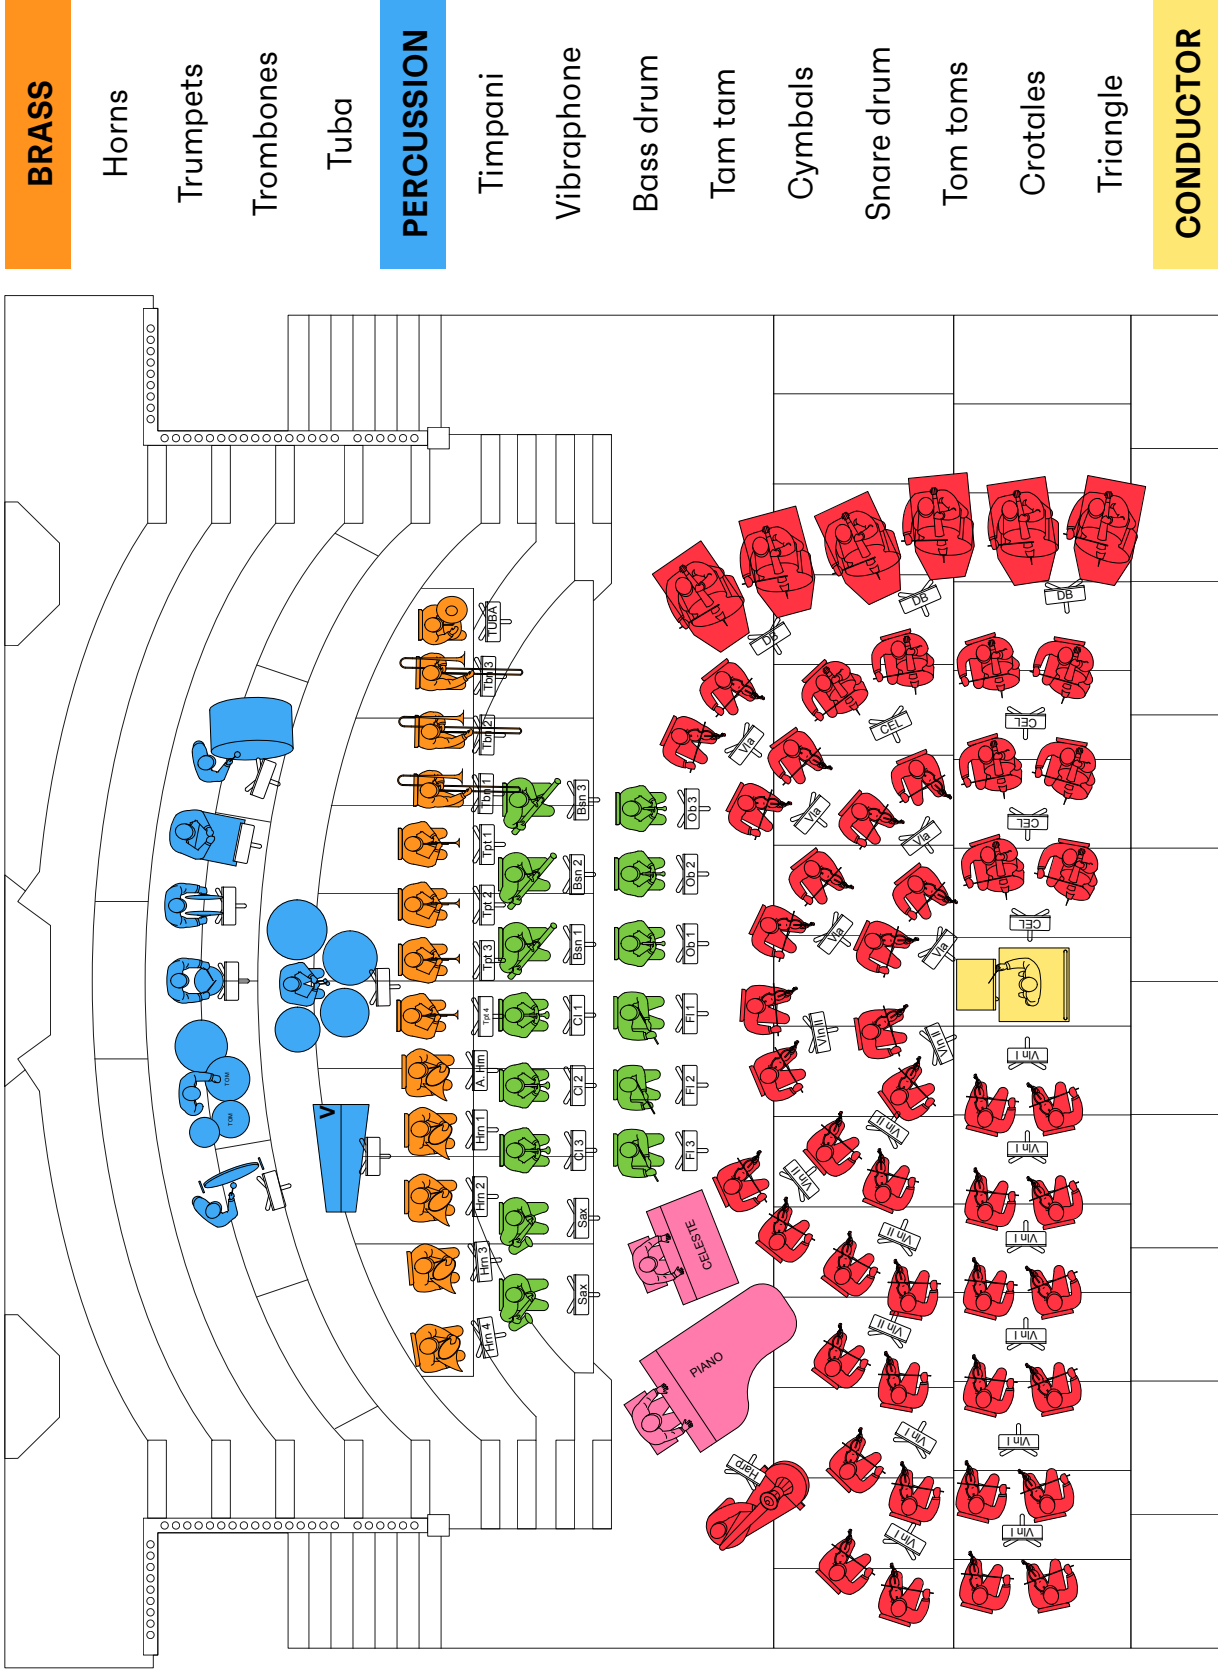 BRASS
Horns
Trumpets
Trombones
Tuba
PERCUSSION
Timpani
Vibraphone
Bass drum
Tam tam
Cymbals
Snare drum
Tom toms
Crotales
Triangle
CONDUCTOR
TOM
TOM
V
Hrn 4
Hrn 3
Hrn 2
Hrn 1
A. Hrn
Tpt 4
Tpt 3
Tpt 2
Tpt 1
Tbn 1
Tbn 2
Tbn 3
TUBA
Sax
Sax
Cl 3
Cl 2
Cl 1
Bsn 1
Bsn 2
Bsn 3
Fl 3
Fl 2
Fl 1
Ob 1
Ob 2
Ob 3
Harp
PIANO
CELESTE
Vln II
Vln II
Vla
Vla
Vla
DB
Vln I
Vln I
Vln II
Vln II
Vln II
Vln II
Vla
Vla
CEL
DB
Vln I
Vln I
Vln I
Vln I
Vln I
Vln I
CEL
CEL
CEL
DB